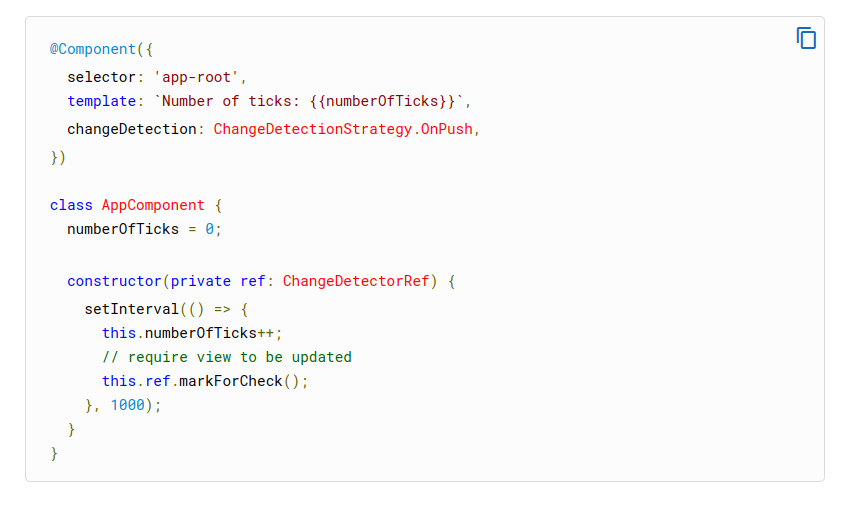 @Component({
  selector: 'app-root',
  template: `Number of ticks: {{numberOfTicks}}`,
  changeDetection: ChangeDetectionStrategy.OnPush,
})
class AppComponent {
  numberOfTicks = 0;
  constructor(private ref: ChangeDetectorRef) {
    setInterval(() => {
      this.numberOfTicks++;
      // require view to be updated
      this.ref.markForCheck();
    }, 1000);
  }
}